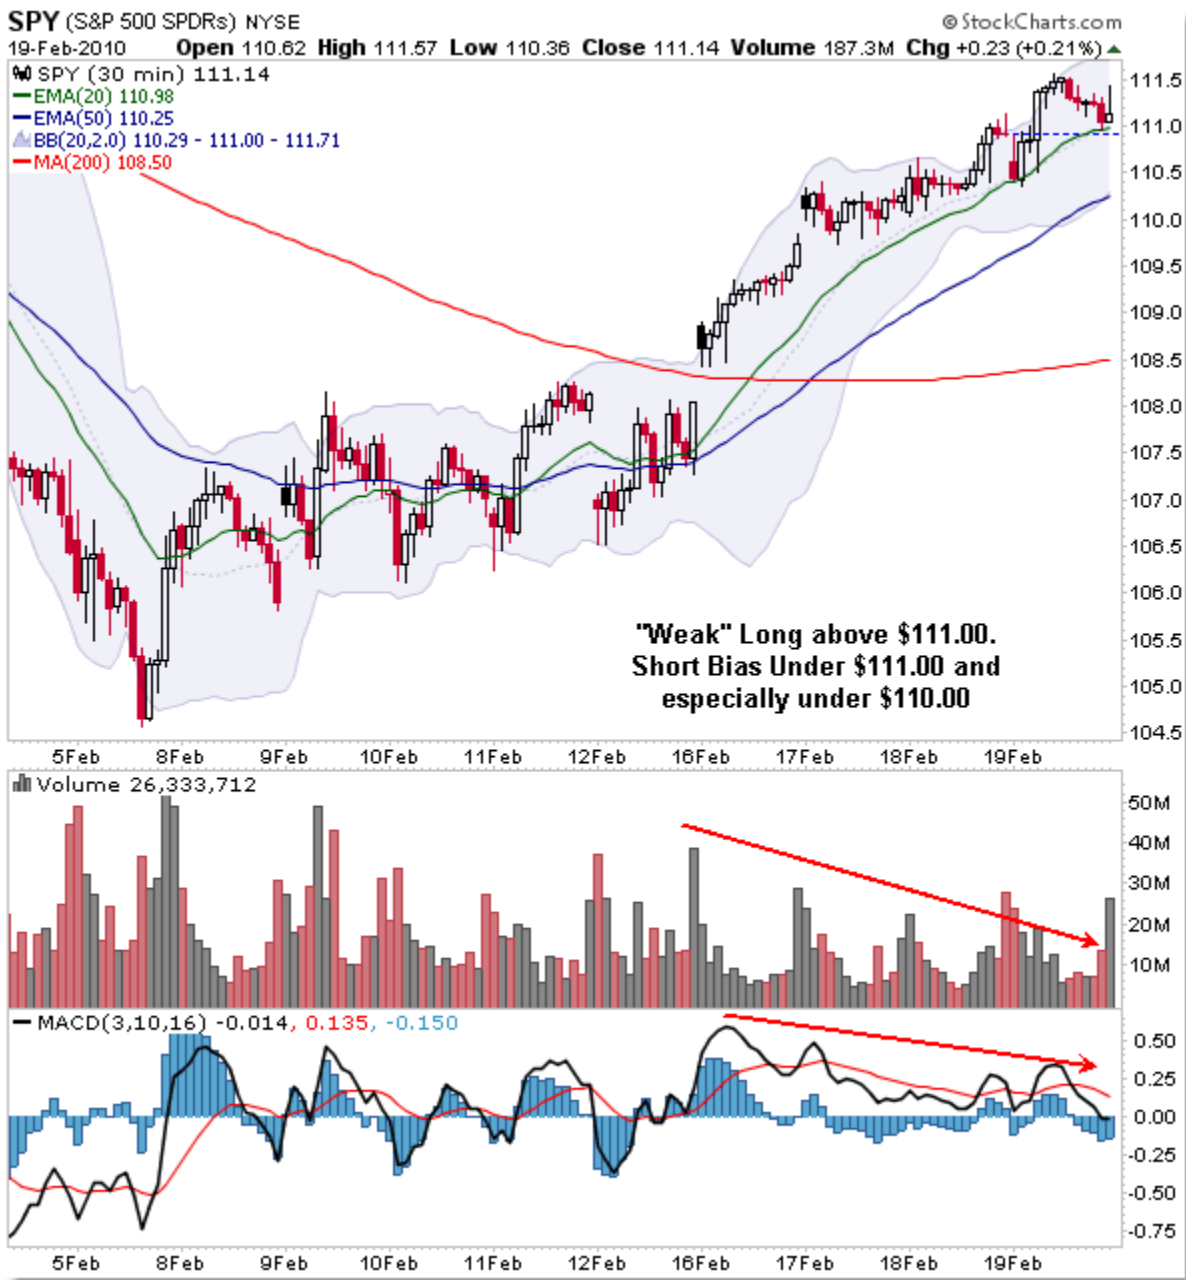 SPY (S&P 500 SPDRs) NYSE © StockCharts.com
19-Feb-2010 Open 110.62 High 111.57 Low 110.36 Close 111.14 Volume 187.3M Chg +0.23 (+0.21%)
SPY (30 min) 111.14
EMA(20) 110.98
EMA(50) 110.25
BB(20,2.0) 110.29 - 111.00 - 111.71
MA(200) 108.50
111.5
111.0
110.5
110.0
109.5
109.0
108.5
108.0
107.5
107.0
106.5
106.0
105.5
105.0
104.5
"Weak" Long above $111.00.
Short Bias Under $111.00 and
especially under $110.00
5Feb 8Feb 9Feb 10Feb 11Feb 12Feb 16Feb 17Feb 18Feb 19Feb
Volume 26,333,712
50M
40M
30M
20M
10M
MACD(3,10,16) -0.014, 0.135, -0.150
0.50
0.25
0.00
-0.25
-0.50
-0.75
5Feb 8Feb 9Feb 10Feb 11Feb 12Feb 16Feb 17Feb 18Feb 19Feb